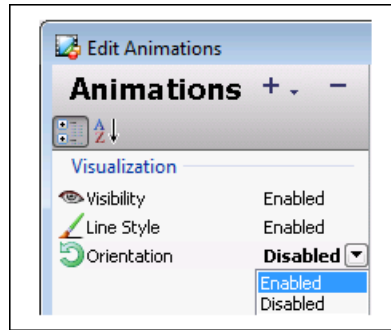 Edit Animations
Animations + -
A Z
Visualization
Visibility Enabled
Line Style Enabled
Orientation Disabled
Enabled
Disabled